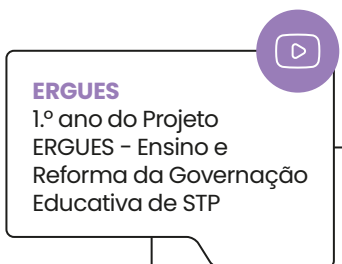 ERGUES
1.º ano do Projeto
ERGUES - Ensino e
Reforma da Governação
Educativa de STP